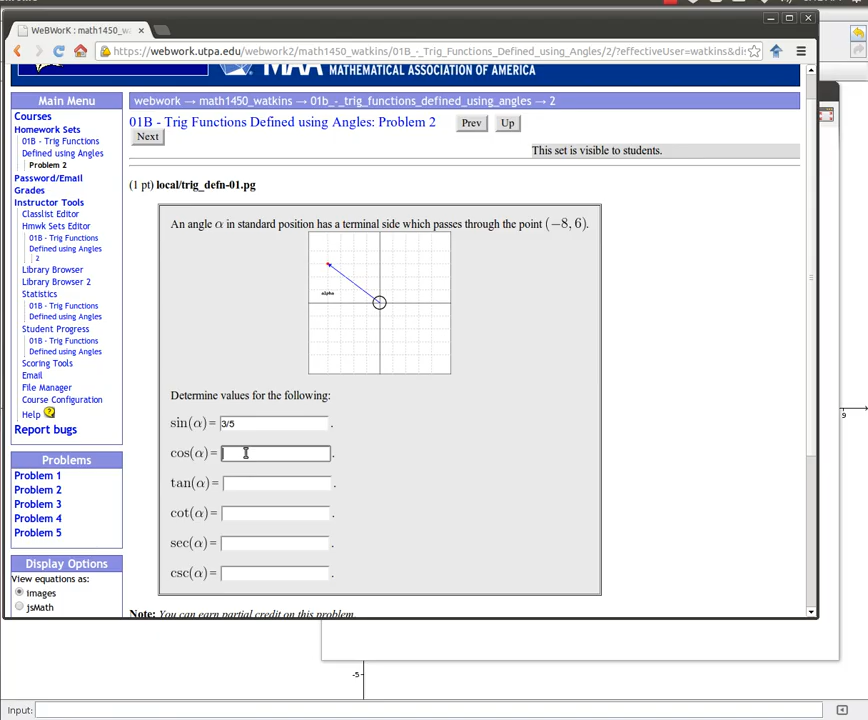 WeBWorK : math1450_wa
https://webwork.utpa.edu/webwork2/math1450_watkins/01B_-_Trig_Functions_Defined_using_Angles/2/?effectiveUser=watkins&di
MAA MATHEMATICAL ASSOCIATION OF AMERICA
Main Menu
Courses
Homework Sets
01B - Trig Functions
Defined using Angles
Problem 2
Password/Email
Grades
Instructor Tools
Classlist Editor
Hmwk Sets Editor
01B - Trig Functions
Defined using Angles
2
Library Browser
Library Browser 2
Statistics
01B - Trig Functions
Defined using Angles
Student Progress
01B - Trig Functions
Defined using Angles
Scoring Tools
Email
File Manager
Course Configuration
Help
Report bugs
Problems
Problem 1
Problem 2
Problem 3
Problem 4
Problem 5
Display Options
View equations as:
images
jsMath
webwork → math1450_watkins → 01b_-_trig_functions_defined_using_angles → 2
01B - Trig Functions Defined using Angles: Problem 2
Prev Up
Next
This set is visible to students.
(1 pt) local/trig_defn-01.pg
An angle α in standard position has a terminal side which passes through the point (−8, 6).
alpha
Determine values for the following:
sin(α) = 3/5 .
cos(α) = .
tan(α) = .
cot(α) = .
sec(α) = .
csc(α) = .
Note: You can earn partial credit on this problem.
9
-5
Input: